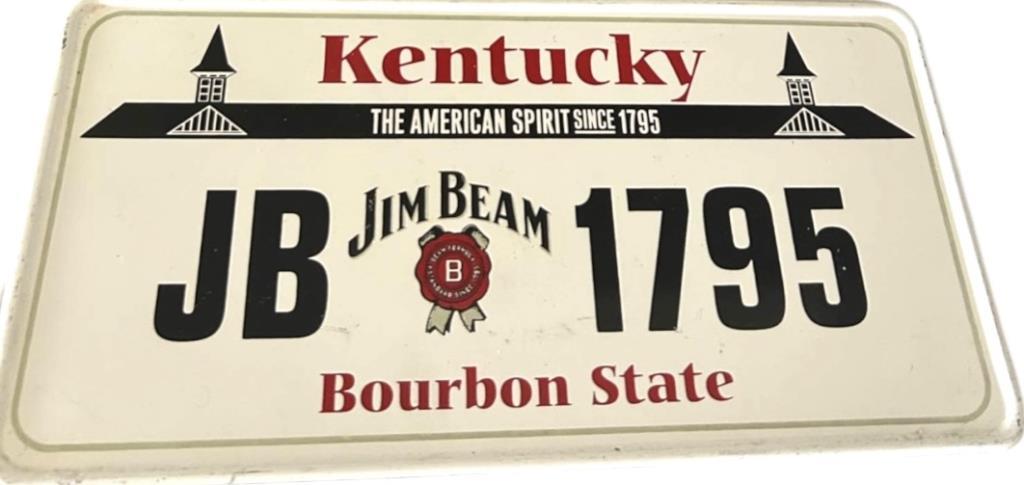 Kentucky
THE AMERICAN SPIRIT SINCE 1795
JB JIM BEAM 1795
B
Bourbon State